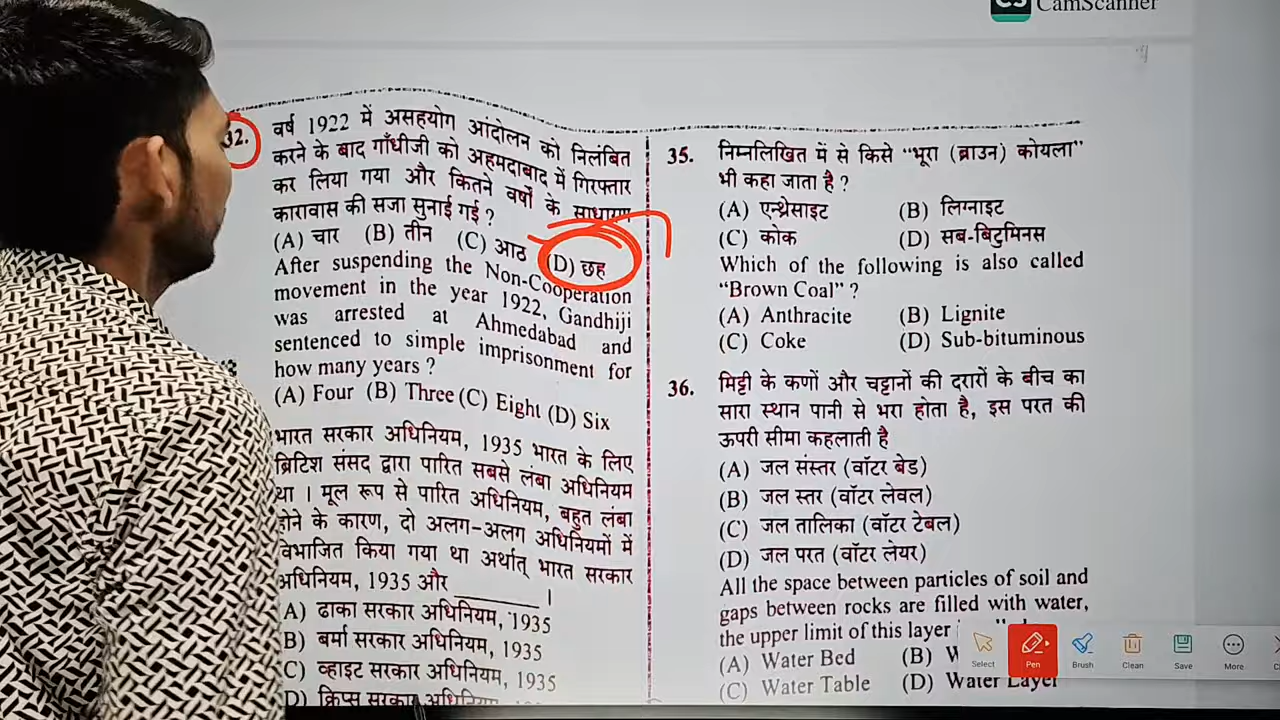 CS CamScanner
32. वर्ष 1922 में असहयोग आंदोलन को निलंबित
करने के बाद गाँधीजी को अहमदाबाद में गिरफ्तार
कर लिया गया और कितने वर्षों के साधारण
कारावास की सजा सुनाई गई ?
(A) चार (B) तीन (C) आठ (D) छह
After suspending the Non-Cooperation
movement in the year 1922, Gandhiji
was arrested at Ahmedabad and
sentenced to simple imprisonment for
how many years ?
(A) Four (B) Three (C) Eight (D) Six
भारत सरकार अधिनियम, 1935 भारत के लिए
ब्रिटिश संसद द्वारा पारित सबसे लंबा अधिनियम
था । मूल रूप से पारित अधिनियम, बहुत लंबा
होने के कारण, दो अलग-अलग अधिनियमों में
विभाजित किया गया था अर्थात् भारत सरकार
अधिनियम, 1935 और ________ ।
A) ढाका सरकार अधिनियम, 1935
B) बर्मा सरकार अधिनियम, 1935
C) व्हाइट सरकार अधिनियम, 1935
D) क्रिप्स सरकार अधिनियम
35. निम्नलिखित में से किसे “भूरा (ब्राउन) कोयला”
भी कहा जाता है ?
(A) एन्थ्रेसाइट (B) लिग्नाइट
(C) कोक (D) सब-बिटुमिनस
Which of the following is also called
“Brown Coal” ?
(A) Anthracite (B) Lignite
(C) Coke (D) Sub-bituminous
36. मिट्टी के कणों और चट्टानों की दरारों के बीच का
सारा स्थान पानी से भरा होता है, इस परत की
ऊपरी सीमा कहलाती है
(A) जल संस्तर (वॉटर बेड)
(B) जल स्तर (वॉटर लेवल)
(C) जल तालिका (वॉटर टेबल)
(D) जल परत (वॉटर लेयर)
All the space between particles of soil and
gaps between rocks are filled with water,
the upper limit of this layer
(A) Water Bed (B)
(C) Water Table (D) Water Layer
Select Pen Brush Clean Save More